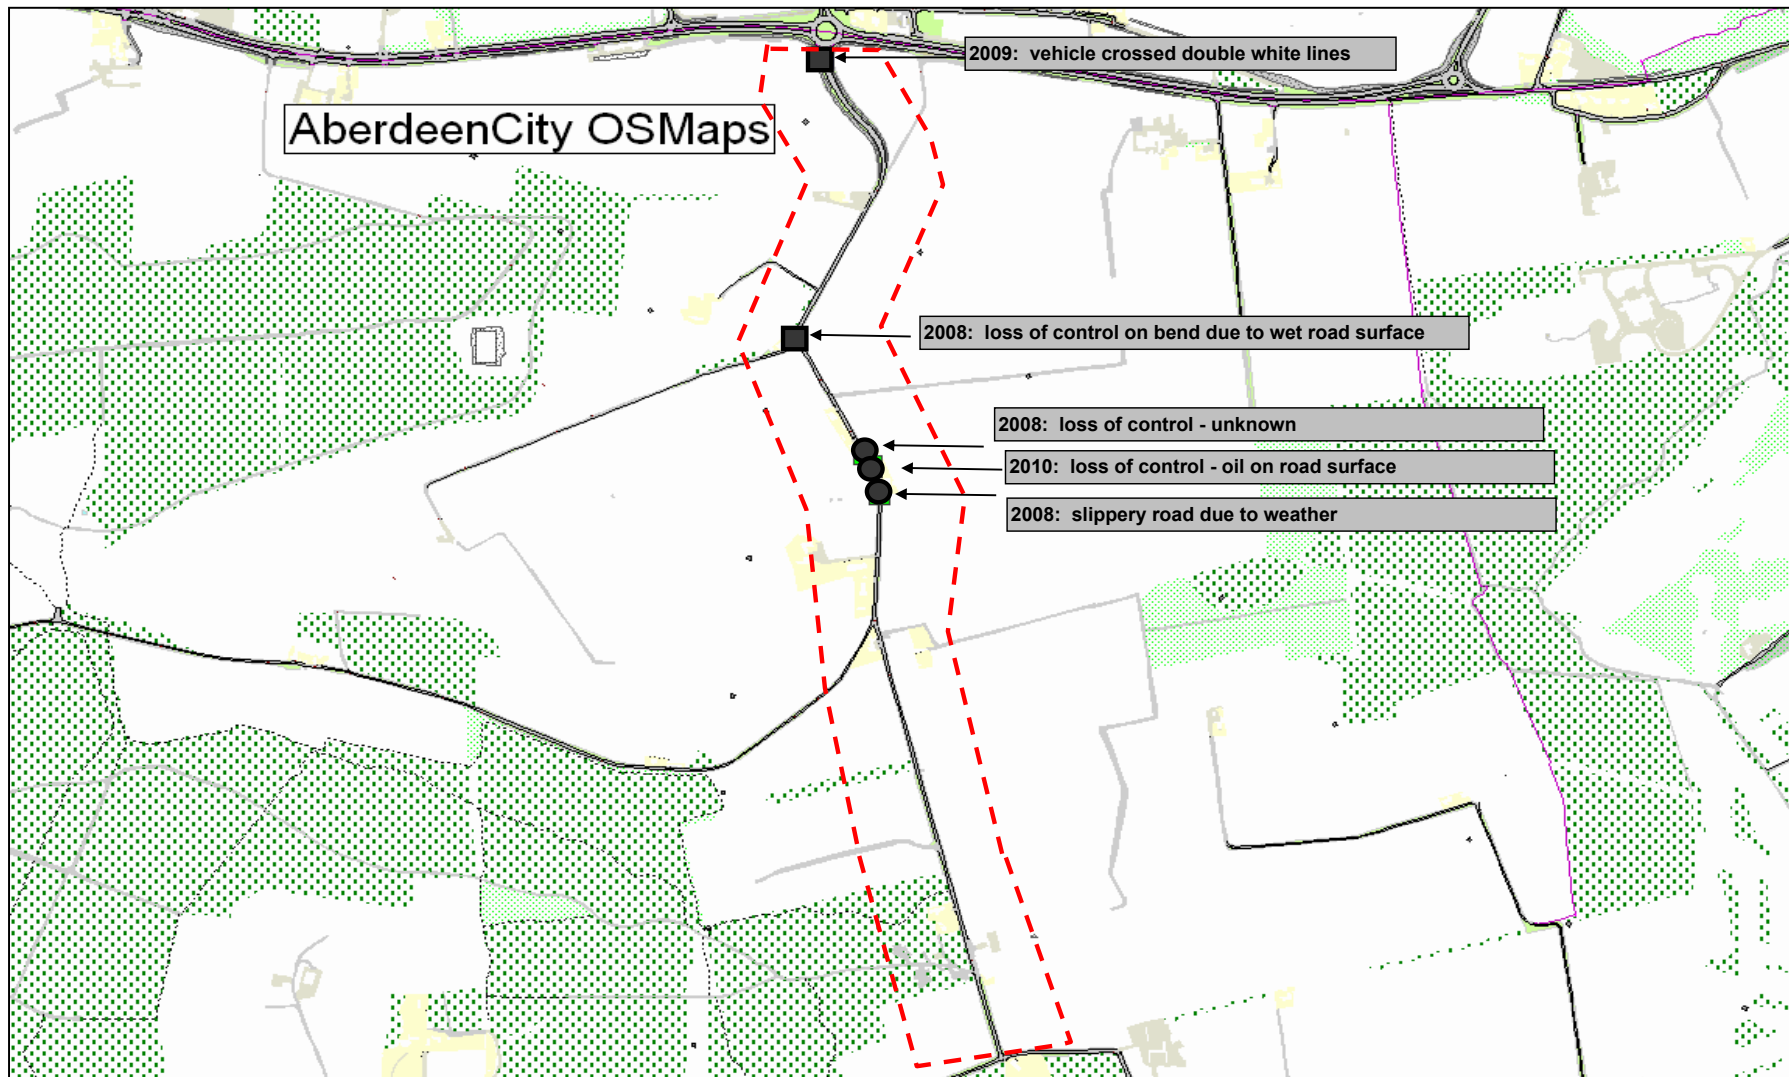 2009: vehicle crossed double white lines
AberdeenCity OSMaps
2008: loss of control on bend due to wet road surface
2008: loss of control - unknown
2010: loss of control - oil on road surface
2008: slippery road due to weather